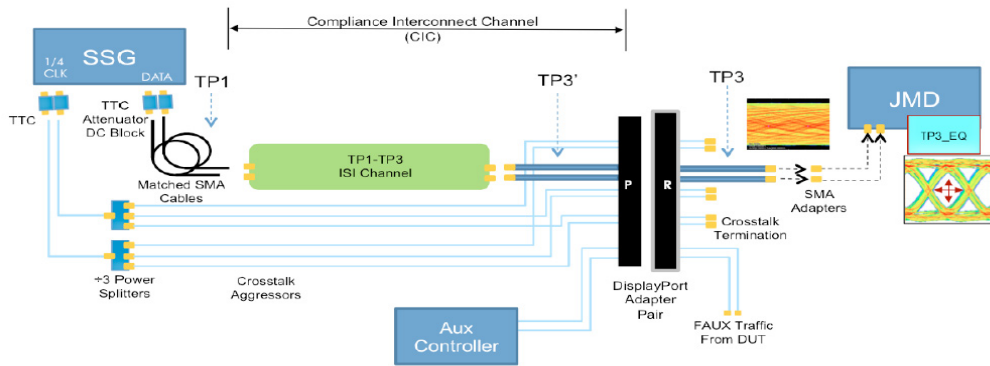 Compliance Interconnect Channel
(CIC)
SSG
1/4
CLK
DATA
TP1
TP3’
TP3
JMD
TP3_EQ
TTC
TTC
Attenuator
DC Block
TP1-TP3
ISI Channel
Matched SMA
Cables
P
R
SMA
Adapters
Crosstalk
Termination
÷3 Power
Splitters
Crosstalk
Aggressors
DisplayPort
Adapter
Pair
Aux
Controller
FAUX Traffic
From DUT